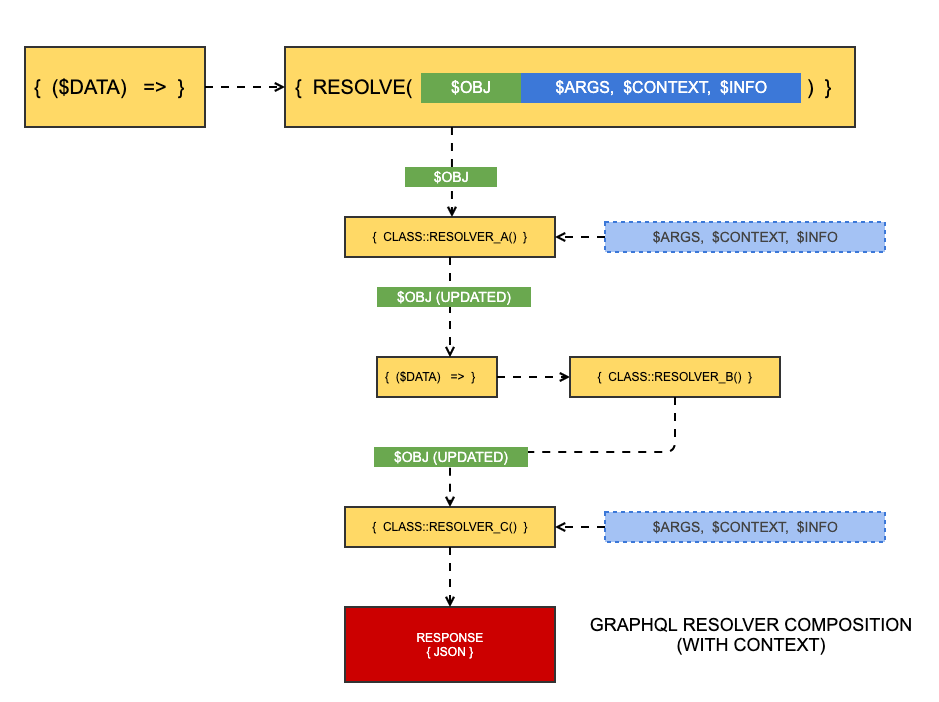 { ($DATA) => }
{ RESOLVE( $OBJ $ARGS, $CONTEXT, $INFO ) }
$OBJ
{ CLASS::RESOLVER_A() }
$ARGS, $CONTEXT, $INFO
$OBJ (UPDATED)
{ ($DATA) => }
{ CLASS::RESOLVER_B() }
$OBJ (UPDATED)
{ CLASS::RESOLVER_C() }
$ARGS, $CONTEXT, $INFO
RESPONSE
{ JSON }
GRAPHQL RESOLVER COMPOSITION
(WITH CONTEXT)